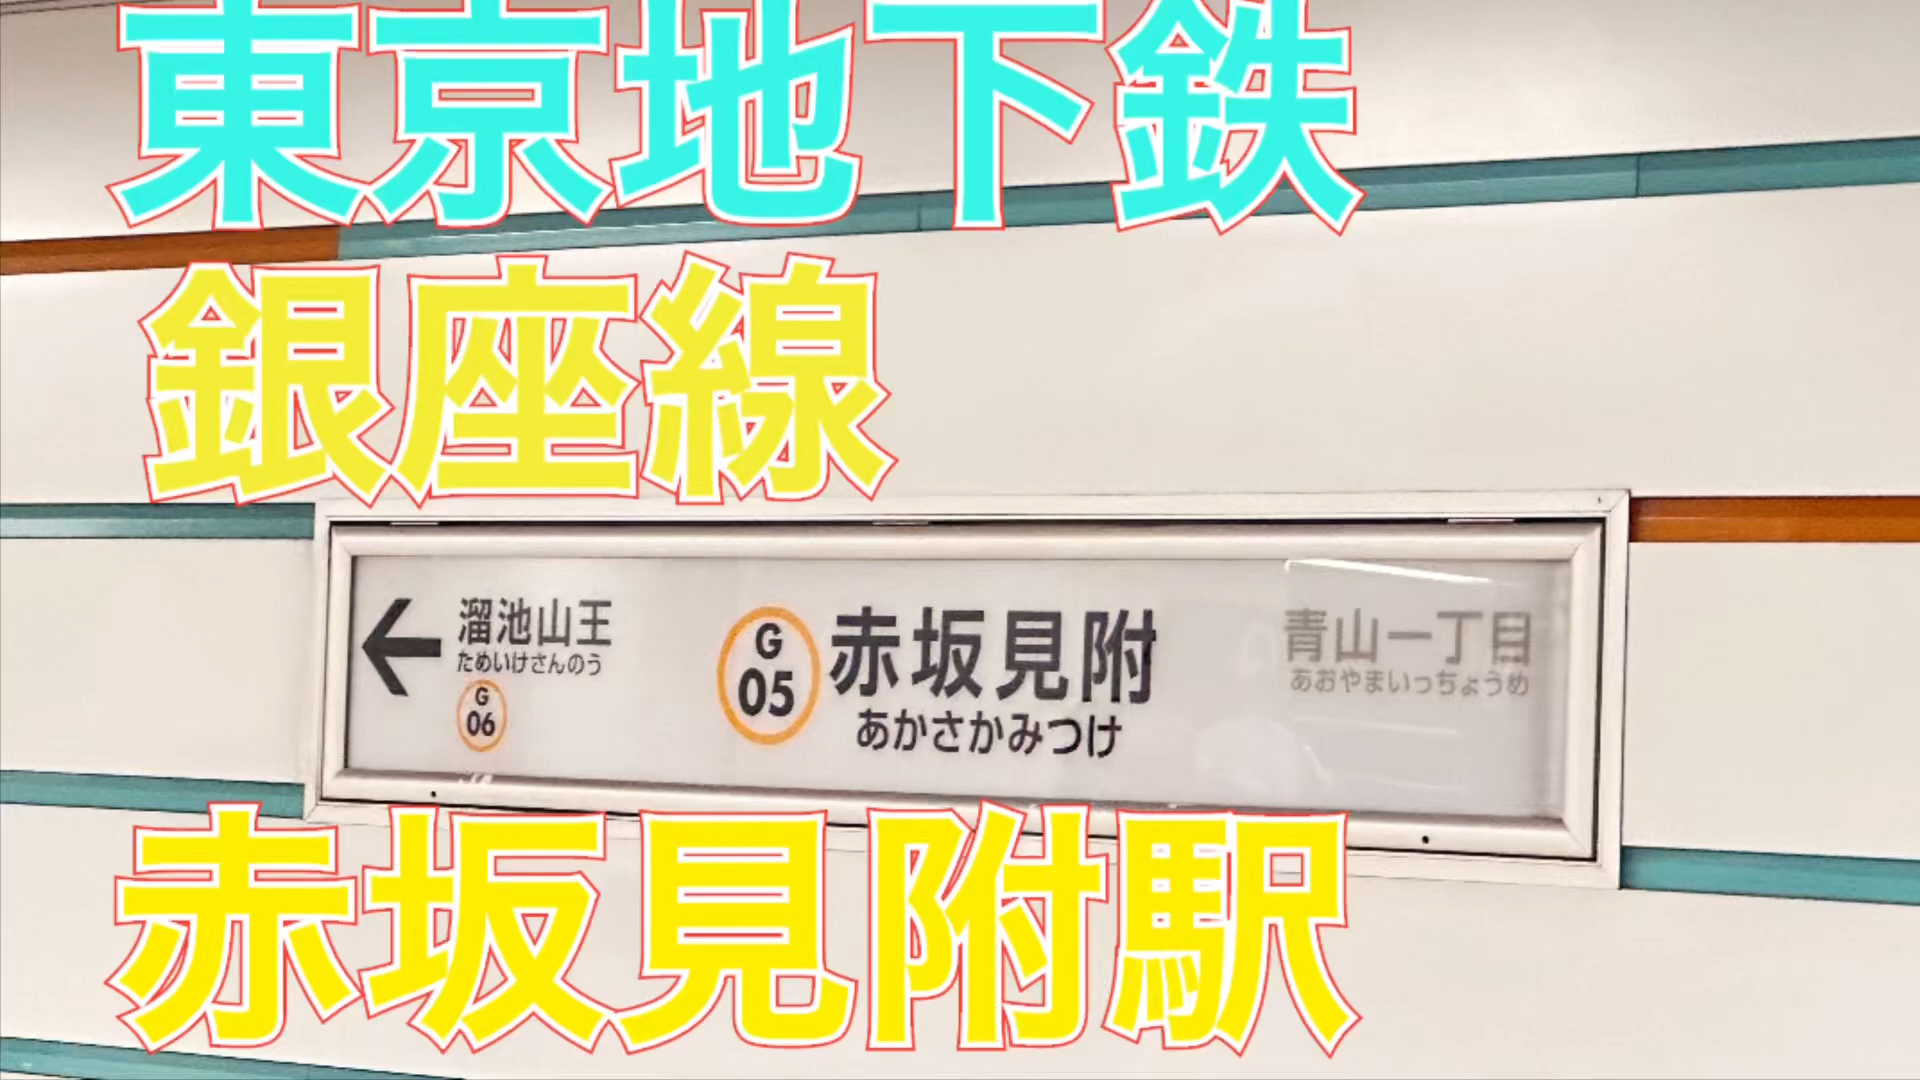 東京地下鉄
銀座線
溜池山王
ためいけさんのう
G
06
G
05
赤坂見附
あかさかみつけ
青山一丁目
あおやまいっちょうめ
赤坂見附駅